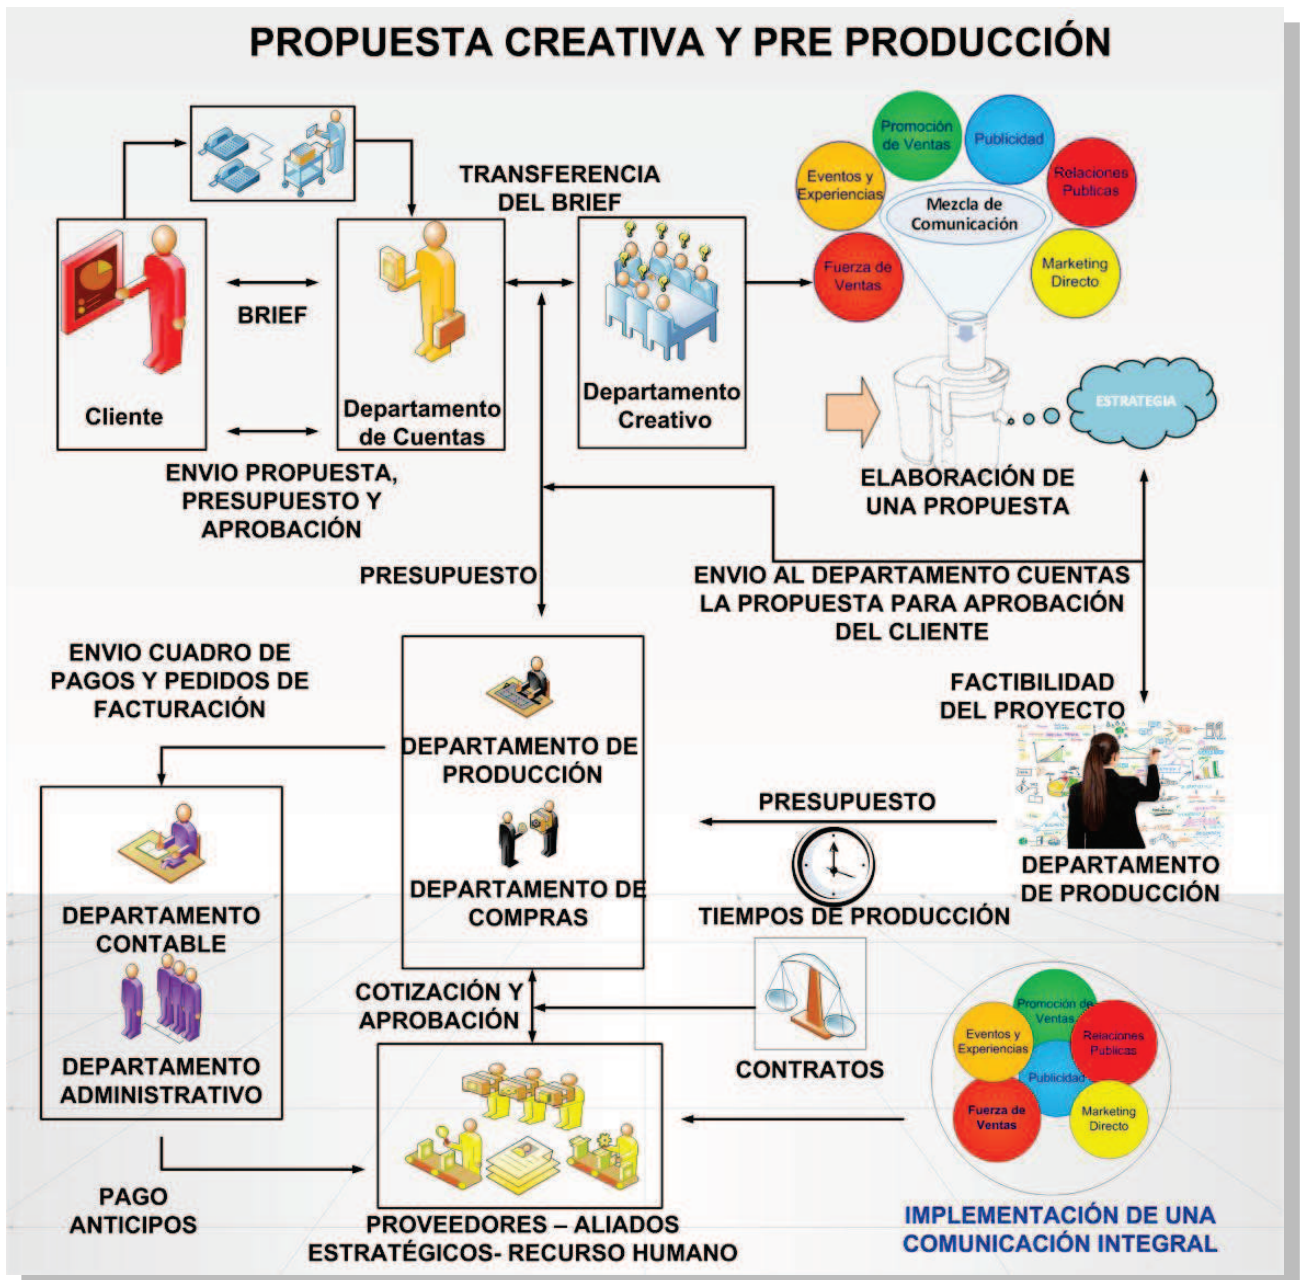 PROPUESTA CREATIVA Y PRE PRODUCCIÓN
Promoción
de Ventas
Publicidad
Eventos y
Experiencias
Relaciones
Publicas
Mezcla de
Comunicación
Fuerza de
Ventas
Marketing
Directo
TRANSFERENCIA
DEL BRIEF
BRIEF
Cliente
Departamento
de Cuentas
Departamento
Creativo
ESTRATEGIA
ENVIO PROPUESTA,
PRESUPUESTO Y
APROBACIÓN
ELABORACIÓN DE
UNA PROPUESTA
PRESUPUESTO
ENVIO AL DEPARTAMENTO CUENTAS
LA PROPUESTA PARA APROBACIÓN
DEL CLIENTE
ENVIO CUADRO DE
PAGOS Y PEDIDOS DE
FACTURACIÓN
FACTIBILIDAD
DEL PROYECTO
DEPARTAMENTO DE
PRODUCCIÓN
PRESUPUESTO
DEPARTAMENTO
DE PRODUCCIÓN
DEPARTAMENTO DE
COMPRAS
TIEMPOS DE PRODUCCIÓN
DEPARTAMENTO
CONTABLE
COTIZACIÓN Y
APROBACIÓN
CONTRATOS
DEPARTAMENTO
ADMINISTRATIVO
Promoción de
Ventas
Eventos y
Experiencias
Relaciones
Publicas
Publicidad
Fuerza de
Ventas
Marketing
Directo
PAGO
ANTICIPOS
PROVEEDORES – ALIADOS
ESTRATÉGICOS- RECURSO HUMANO
IMPLEMENTACIÓN DE UNA
COMUNICACIÓN INTEGRAL